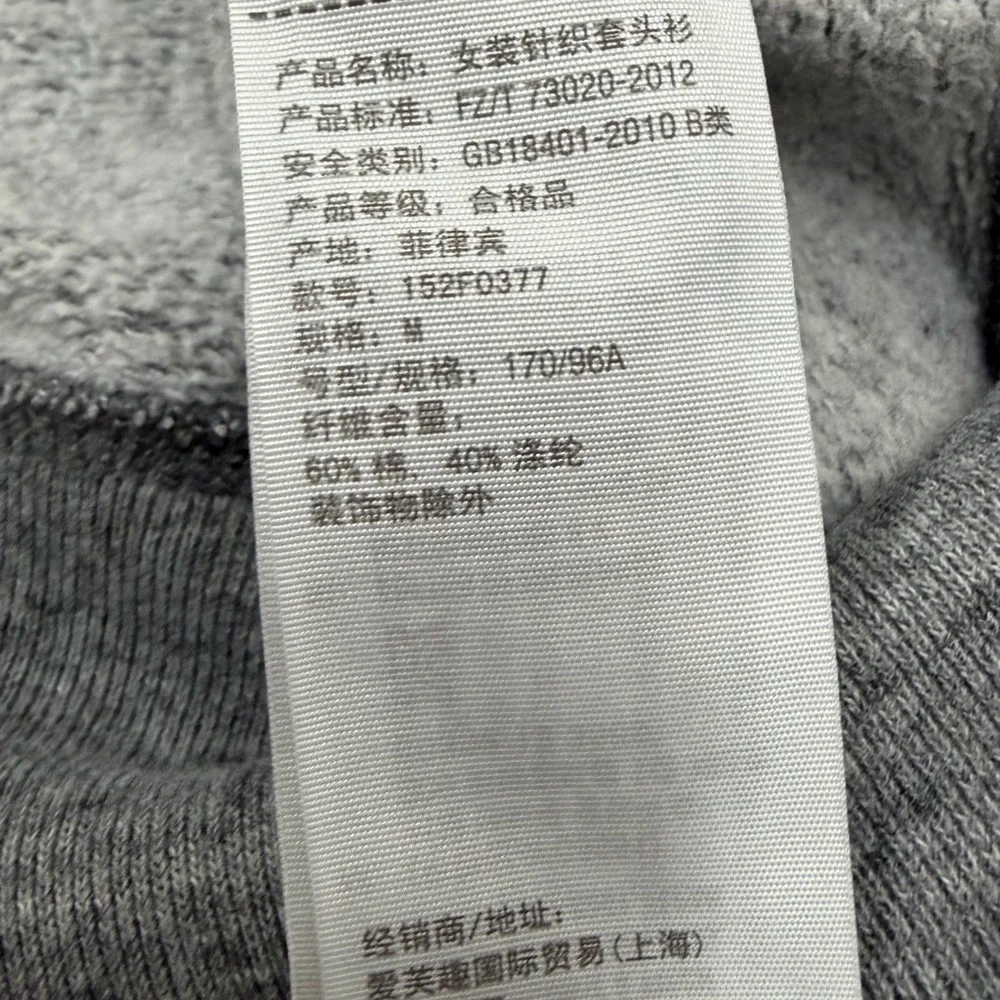 产品名称：女装针织套头衫
产品标准：FZ/T 73020-2012
安全类别：GB18401-2010 B类
产品等级：合格品
产地：菲律宾
款号：152F0377
规格：M
号型/规格：170/96A
纤维含量：
60% 棉，40% 涤纶
装饰物除外
经销商/地址：
爱芙趣国际贸易(上海)